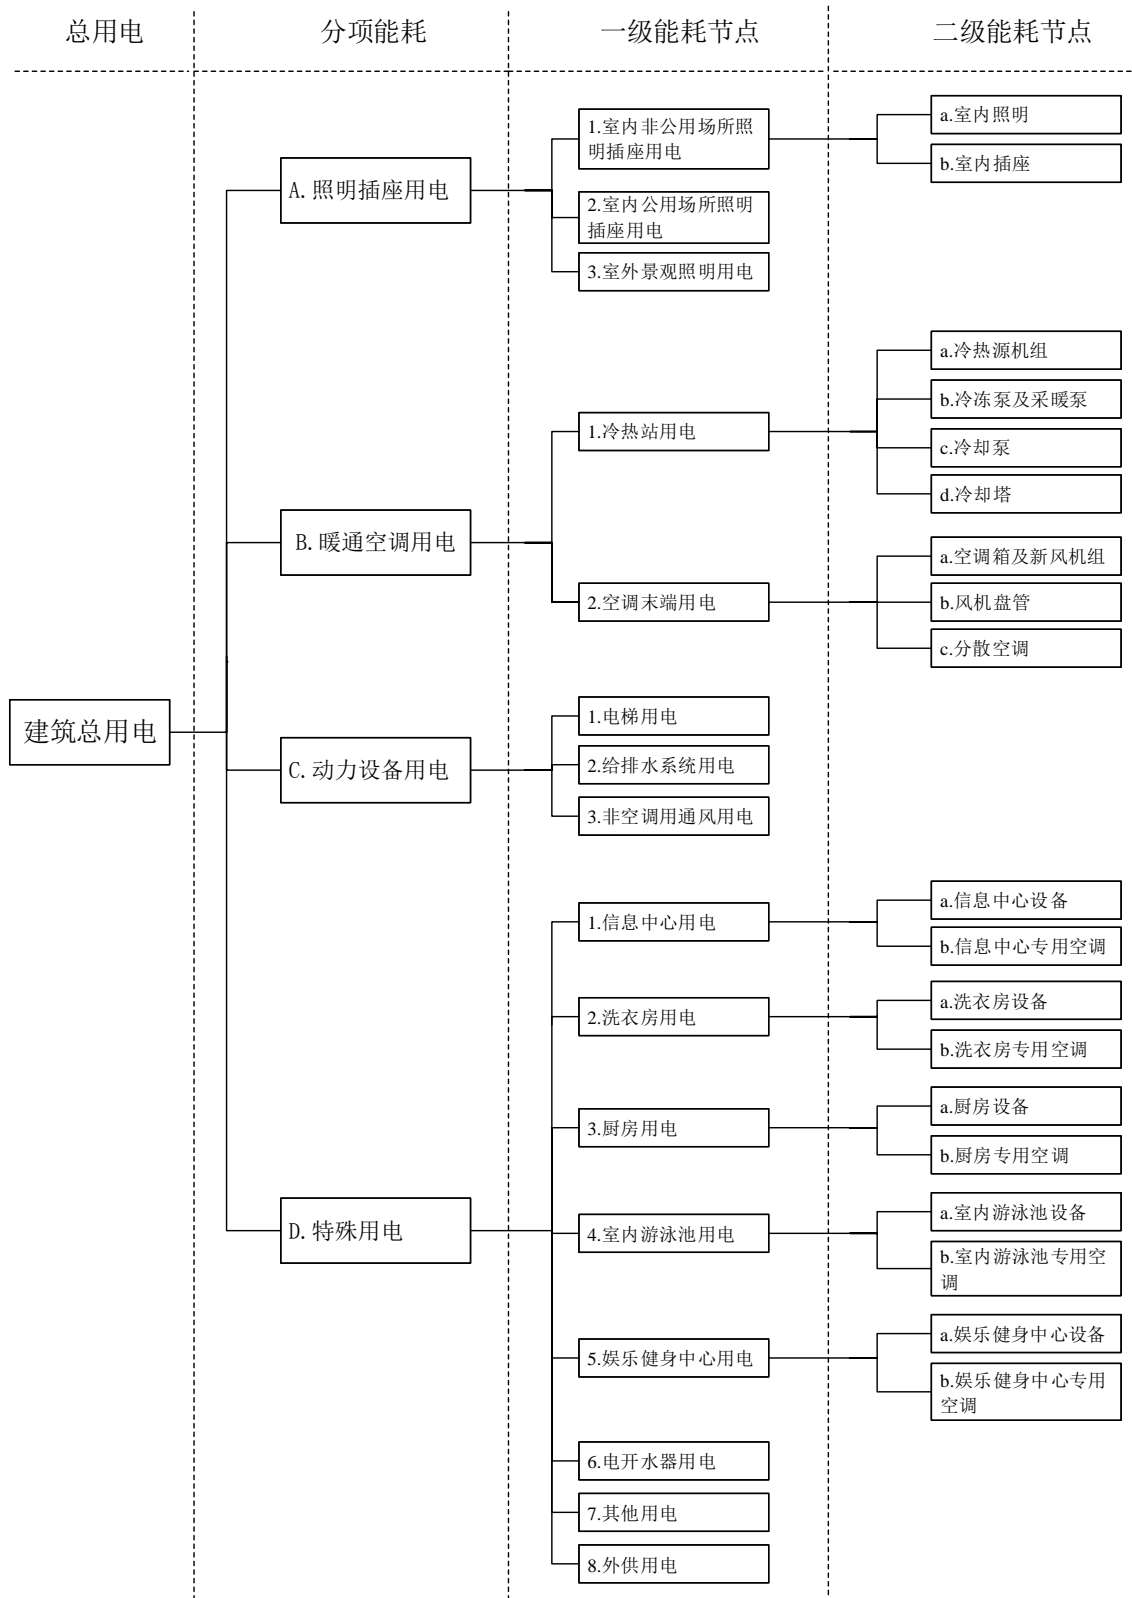 总用电
分项能耗
一级能耗节点
二级能耗节点
建筑总用电
A.照明插座用电
1.室内非公用场所照
明插座用电
a.室内照明
b.室内插座
2.室内公用场所照明
插座用电
3.室外景观照明用电
B.暖通空调用电
1.冷热站用电
a.冷热源机组
b.冷冻泵及采暖泵
c.冷却泵
d.冷却塔
2.空调末端用电
a.空调箱及新风机组
b.风机盘管
c.分散空调
C.动力设备用电
1.电梯用电
2.给排水系统用电
3.非空调用通风用电
D.特殊用电
1.信息中心用电
a.信息中心设备
b.信息中心专用空调
2.洗衣房用电
a.洗衣房设备
b.洗衣房专用空调
3.厨房用电
a.厨房设备
b.厨房专用空调
4.室内游泳池用电
a.室内游泳池设备
b.室内游泳池专用空
调
5.娱乐健身中心用电
a.娱乐健身中心设备
b.娱乐健身中心专用
空调
6.电开水器用电
7.其他用电
8.外供用电